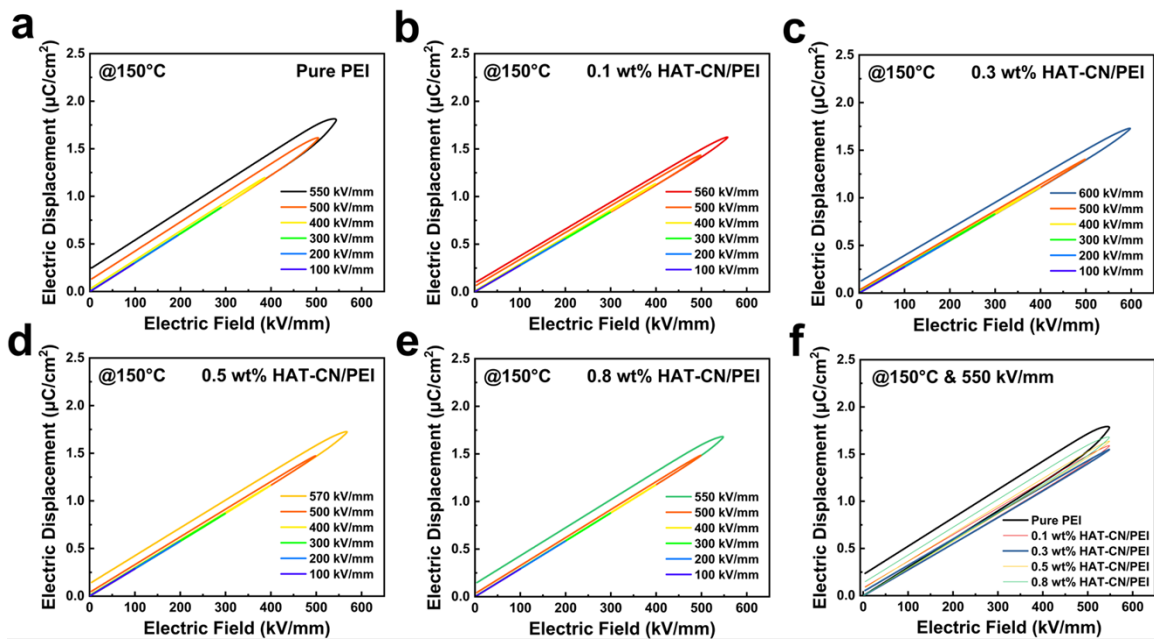 a
Electric Displacement (μC/cm²)
2.5
2.0
1.5
1.0
0.5
0.0
@150°C
Pure PEI
550 kV/mm
500 kV/mm
400 kV/mm
300 kV/mm
200 kV/mm
100 kV/mm
0 100 200 300 400 500 600
Electric Field (kV/mm)
b
Electric Displacement (μC/cm²)
2.5
2.0
1.5
1.0
0.5
0.0
@150°C
0.1 wt% HAT-CN/PEI
560 kV/mm
500 kV/mm
400 kV/mm
300 kV/mm
200 kV/mm
100 kV/mm
0 100 200 300 400 500 600
Electric Field (kV/mm)
c
Electric Displacement (μC/cm²)
2.5
2.0
1.5
1.0
0.5
0.0
@150°C
0.3 wt% HAT-CN/PEI
600 kV/mm
500 kV/mm
400 kV/mm
300 kV/mm
200 kV/mm
100 kV/mm
0 100 200 300 400 500 600
Electric Field (kV/mm)
d
Electric Displacement (μC/cm²)
2.5
2.0
1.5
1.0
0.5
0.0
@150°C
0.5 wt% HAT-CN/PEI
570 kV/mm
500 kV/mm
400 kV/mm
300 kV/mm
200 kV/mm
100 kV/mm
0 100 200 300 400 500 600
Electric Field (kV/mm)
e
Electric Displacement (μC/cm²)
2.5
2.0
1.5
1.0
0.5
0.0
@150°C
0.8 wt% HAT-CN/PEI
550 kV/mm
500 kV/mm
400 kV/mm
300 kV/mm
200 kV/mm
100 kV/mm
0 100 200 300 400 500 600
Electric Field (kV/mm)
f
Electric Displacement (μC/cm²)
2.5
2.0
1.5
1.0
0.5
0.0
@150°C & 550 kV/mm
Pure PEI
0.1 wt% HAT-CN/PEI
0.3 wt% HAT-CN/PEI
0.5 wt% HAT-CN/PEI
0.8 wt% HAT-CN/PEI
0 100 200 300 400 500 600
Electric Field (kV/mm)